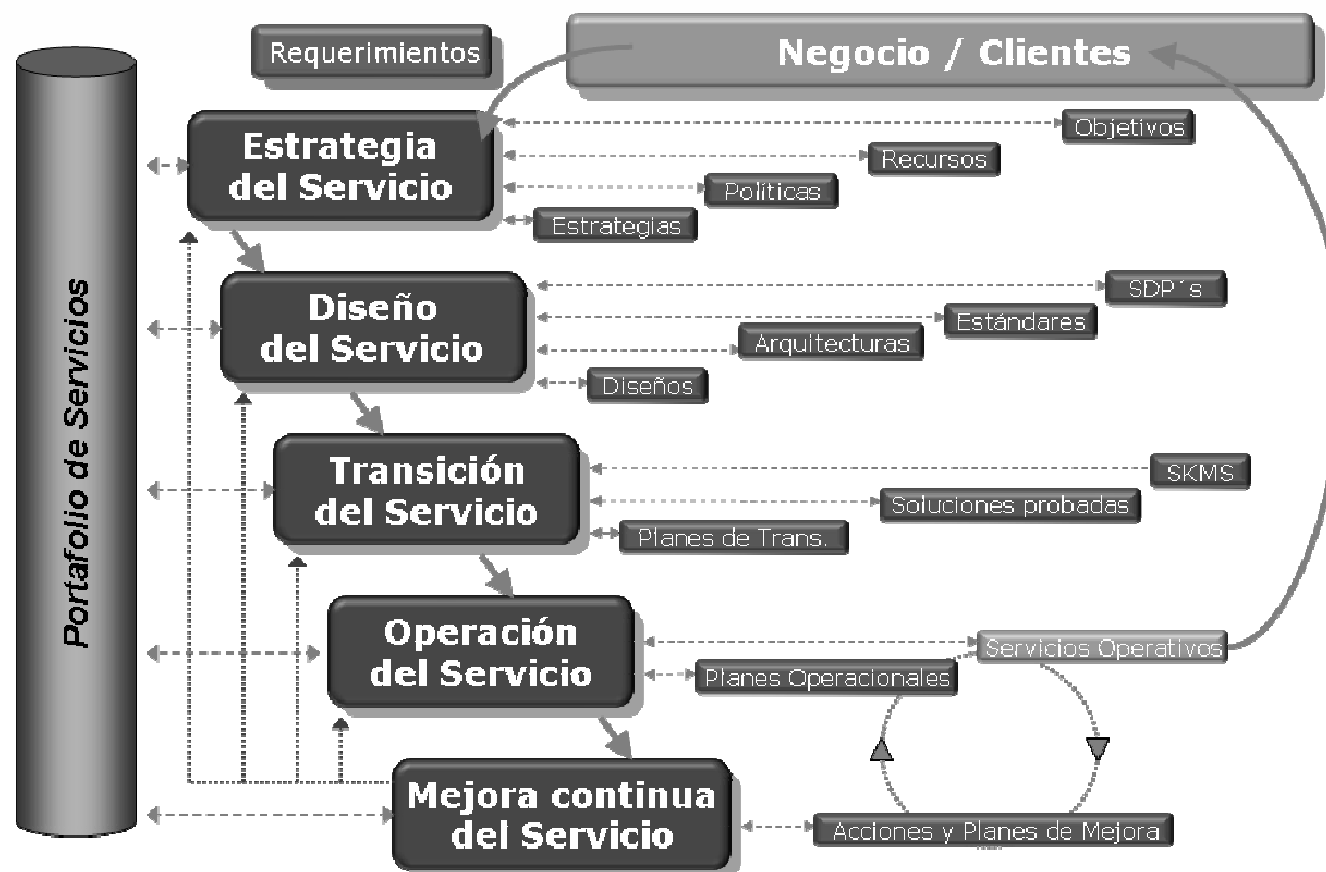 Requerimientos
Negocio / Clientes
Portafolio de Servicios
Estrategia
del Servicio
Objetivos
Recursos
Políticas
Estrategias
Diseño
del Servicio
SDP´s
Estándares
Arquitecturas
Diseños
Transición
del Servicio
SKMS
Soluciones probadas
Planes de Trans.
Operación
del Servicio
Servicios Operativos
Planes Operacionales
Mejora continua
del Servicio
Acciones y Planes de Mejora